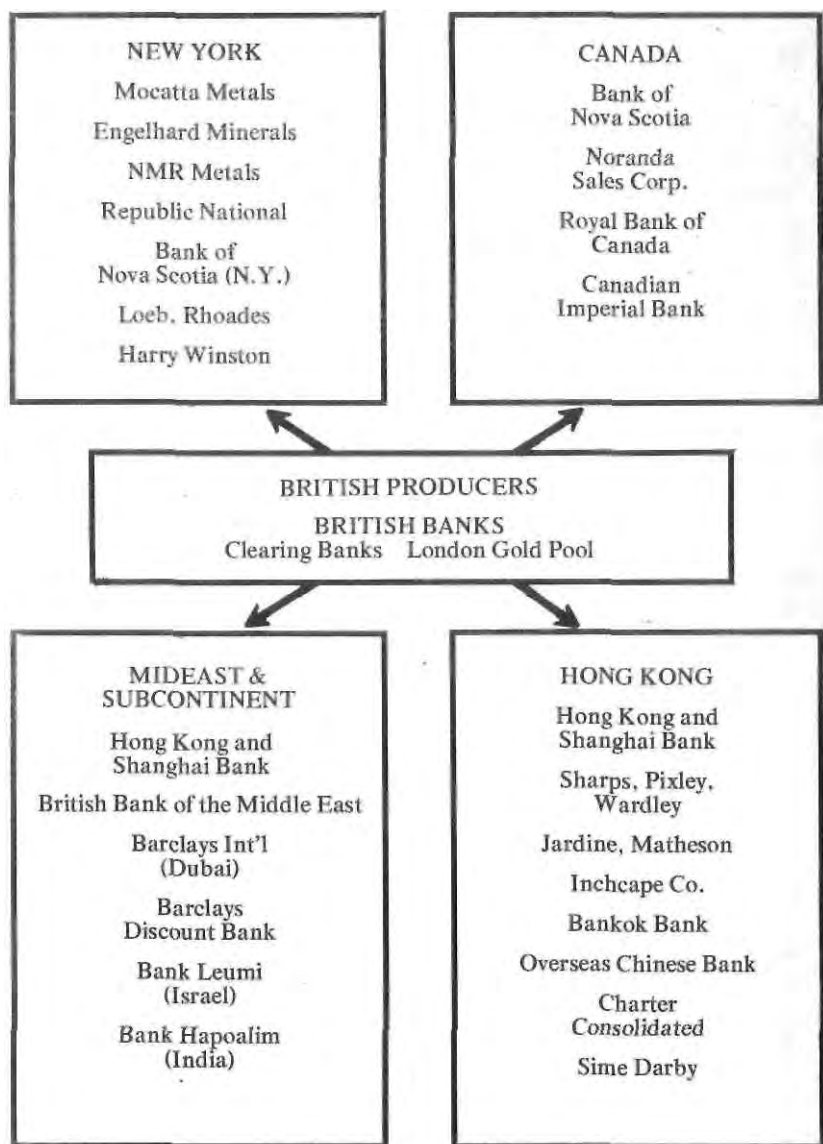 NEW YORK
Mocatta Metals
Engelhard Minerals
NMR Metals
Republic National
Bank of
Nova Scotia (N.Y.)
Loeb, Rhoades
Harry Winston
CANADA
Bank of
Nova Scotia
Noranda
Sales Corp.
Royal Bank of
Canada
Canadian
Imperial Bank
BRITISH PRODUCERS
BRITISH BANKS
Clearing Banks London Gold Pool
MIDEAST &
SUBCONTINENT
Hong Kong and
Shanghai Bank
British Bank of the Middle East
Barclays Int'l
(Dubai)
Barclays
Discount Bank
Bank Leumi
(Israel)
Bank Hapoalim
(India)
HONG KONG
Hong Kong and
Shanghai Bank
Sharps, Pixley,
Wardley
Jardine, Matheson
Inchcape Co.
Bankok Bank
Overseas Chinese Bank
Charter
Consolidated
Sime Darby